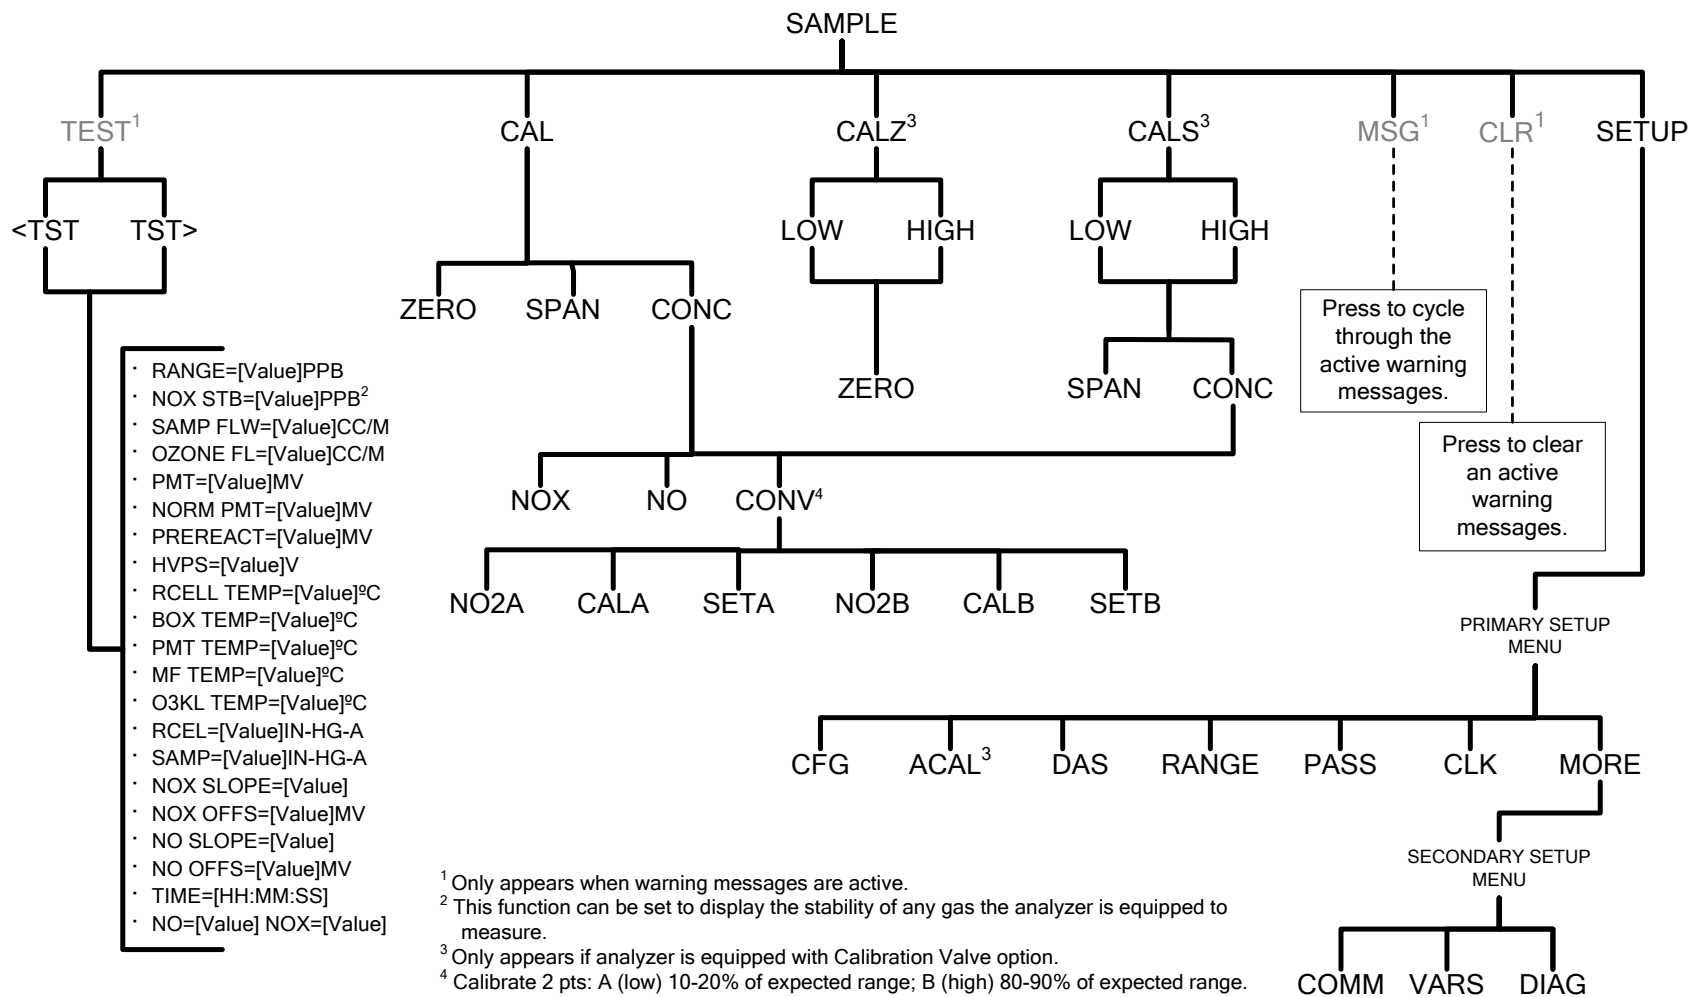 SAMPLE
TEST¹ CAL CALZ³ CALS³ MSG¹ CLR¹ SETUP
<TST TST> LOW HIGH LOW HIGH
ZERO SPAN CONC
Press to cycle
through the
active warning
messages.
ZERO SPAN CONC
Press to clear
an active
warning
messages.
NOX NO CONV⁴
NO2A CALA SETA NO2B CALB SETB
· RANGE=[Value]PPB
· NOX STB=[Value]PPB²
· SAMP FLW=[Value]CC/M
· OZONE FL=[Value]CC/M
· PMT=[Value]MV
· NORM PMT=[Value]MV
· PREREACT=[Value]MV
· HVPS=[Value]V
· RCELL TEMP=[Value]ºC
· BOX TEMP=[Value]ºC
· PMT TEMP=[Value]ºC
· MF TEMP=[Value]ºC
· O3KL TEMP=[Value]ºC
· RCEL=[Value]IN-HG-A
· SAMP=[Value]IN-HG-A
· NOX SLOPE=[Value]
· NOX OFFS=[Value]MV
· NO SLOPE=[Value]
· NO OFFS=[Value]MV
· TIME=[HH:MM:SS]
· NO=[Value] NOX=[Value]
PRIMARY SETUP
MENU
CFG ACAL³ DAS RANGE PASS CLK MORE
SECONDARY SETUP
MENU
COMM VARS DIAG
¹ Only appears when warning messages are active.
² This function can be set to display the stability of any gas the analyzer is equipped to
measure.
³ Only appears if analyzer is equipped with Calibration Valve option.
⁴ Calibrate 2 pts: A (low) 10-20% of expected range; B (high) 80-90% of expected range.